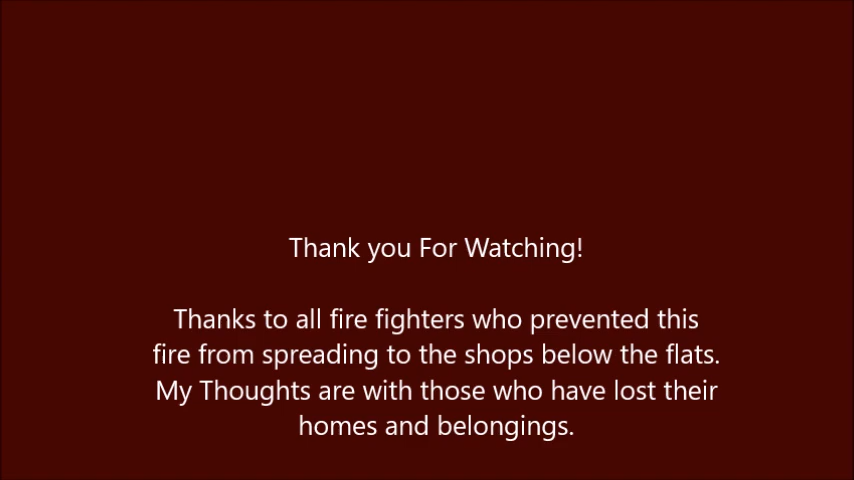 Thank you For Watching!
Thanks to all fire fighters who prevented this
fire from spreading to the shops below the flats.
My Thoughts are with those who have lost their
homes and belongings.